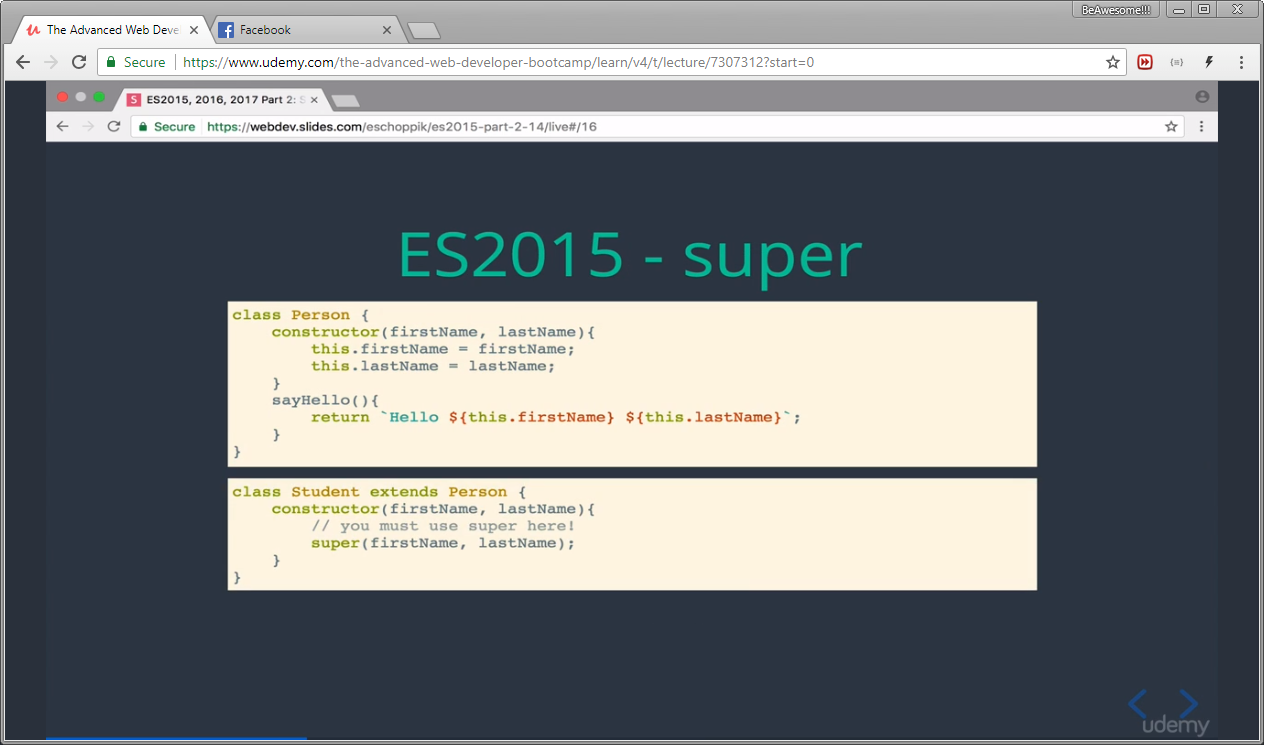 BeAwesome!!!
The Advanced Web Deve
Facebook
Secure
https://www.udemy.com/the-advanced-web-developer-bootcamp/learn/v4/t/lecture/7307312?start=0
ES2015, 2016, 2017 Part 2: S
Secure
https://webdev.slides.com/eschoppik/es2015-part-2-14/live#/16
ES2015 - super
class Person {
    constructor(firstName, lastName){
        this.firstName = firstName;
        this.lastName = lastName;
    }
    sayHello(){
        return `Hello ${this.firstName} ${this.lastName}`;
    }
}
class Student extends Person {
    constructor(firstName, lastName){
        // you must use super here!
        super(firstName, lastName);
    }
}
udemy